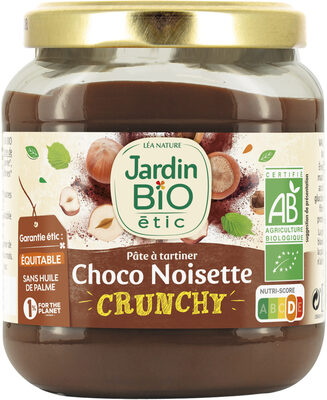 LÉA NATURE
Jardin
BiO
étic
Garantie étic :
ÉQUITABLE
SANS HUILE
DE PALME
1% FOR THE
PLANET
Pâte à tartiner
Choco Noisette
CRUNCHY
CERTIFIÉ
AB
AGRICULTURE
BIOLOGIQUE
NUTRI-SCORE
A B C D E